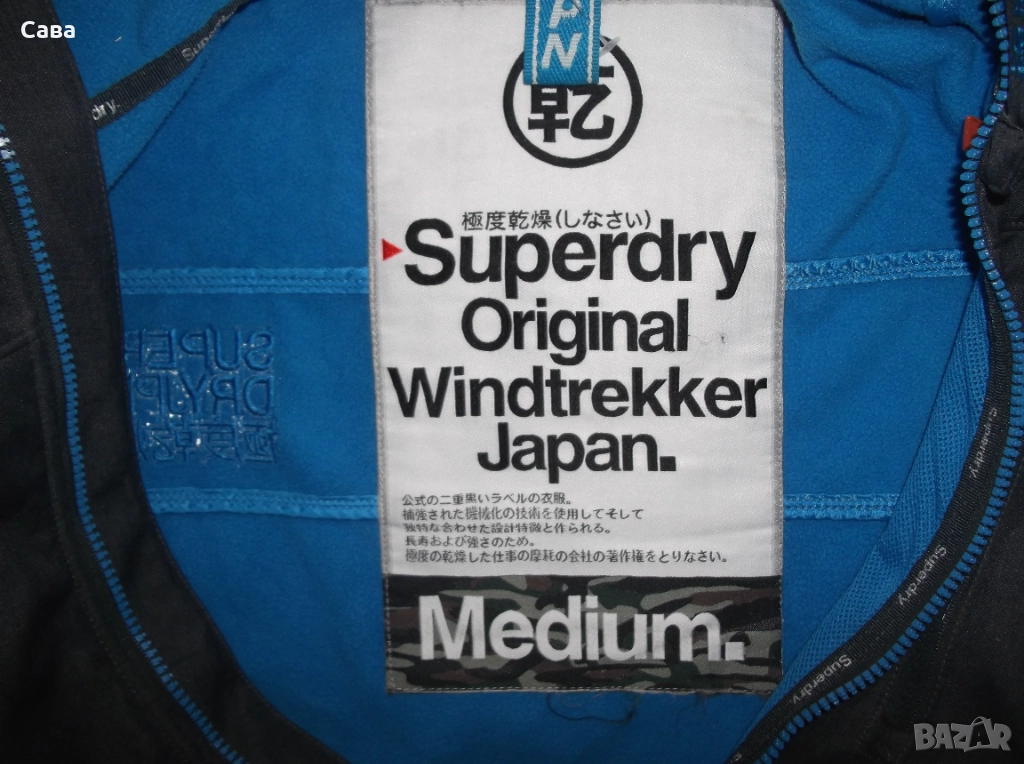 Сава
Superdry.
JPN
乾
極度乾燥(しなさい)
Superdry
Original
Windtrekker
Japan.
公式の二重黒いラベルの衣服。
補強された機械化の技術を使用してそして
独特な合わせた設計特徴と作られる。
長寿および強さのため。
極度の乾燥した仕事の摩耗の会社の著作権をとりなさい。
Medium.
SUPER
DRY
Superdry.
Superdry.
Superdry.
BAZAR